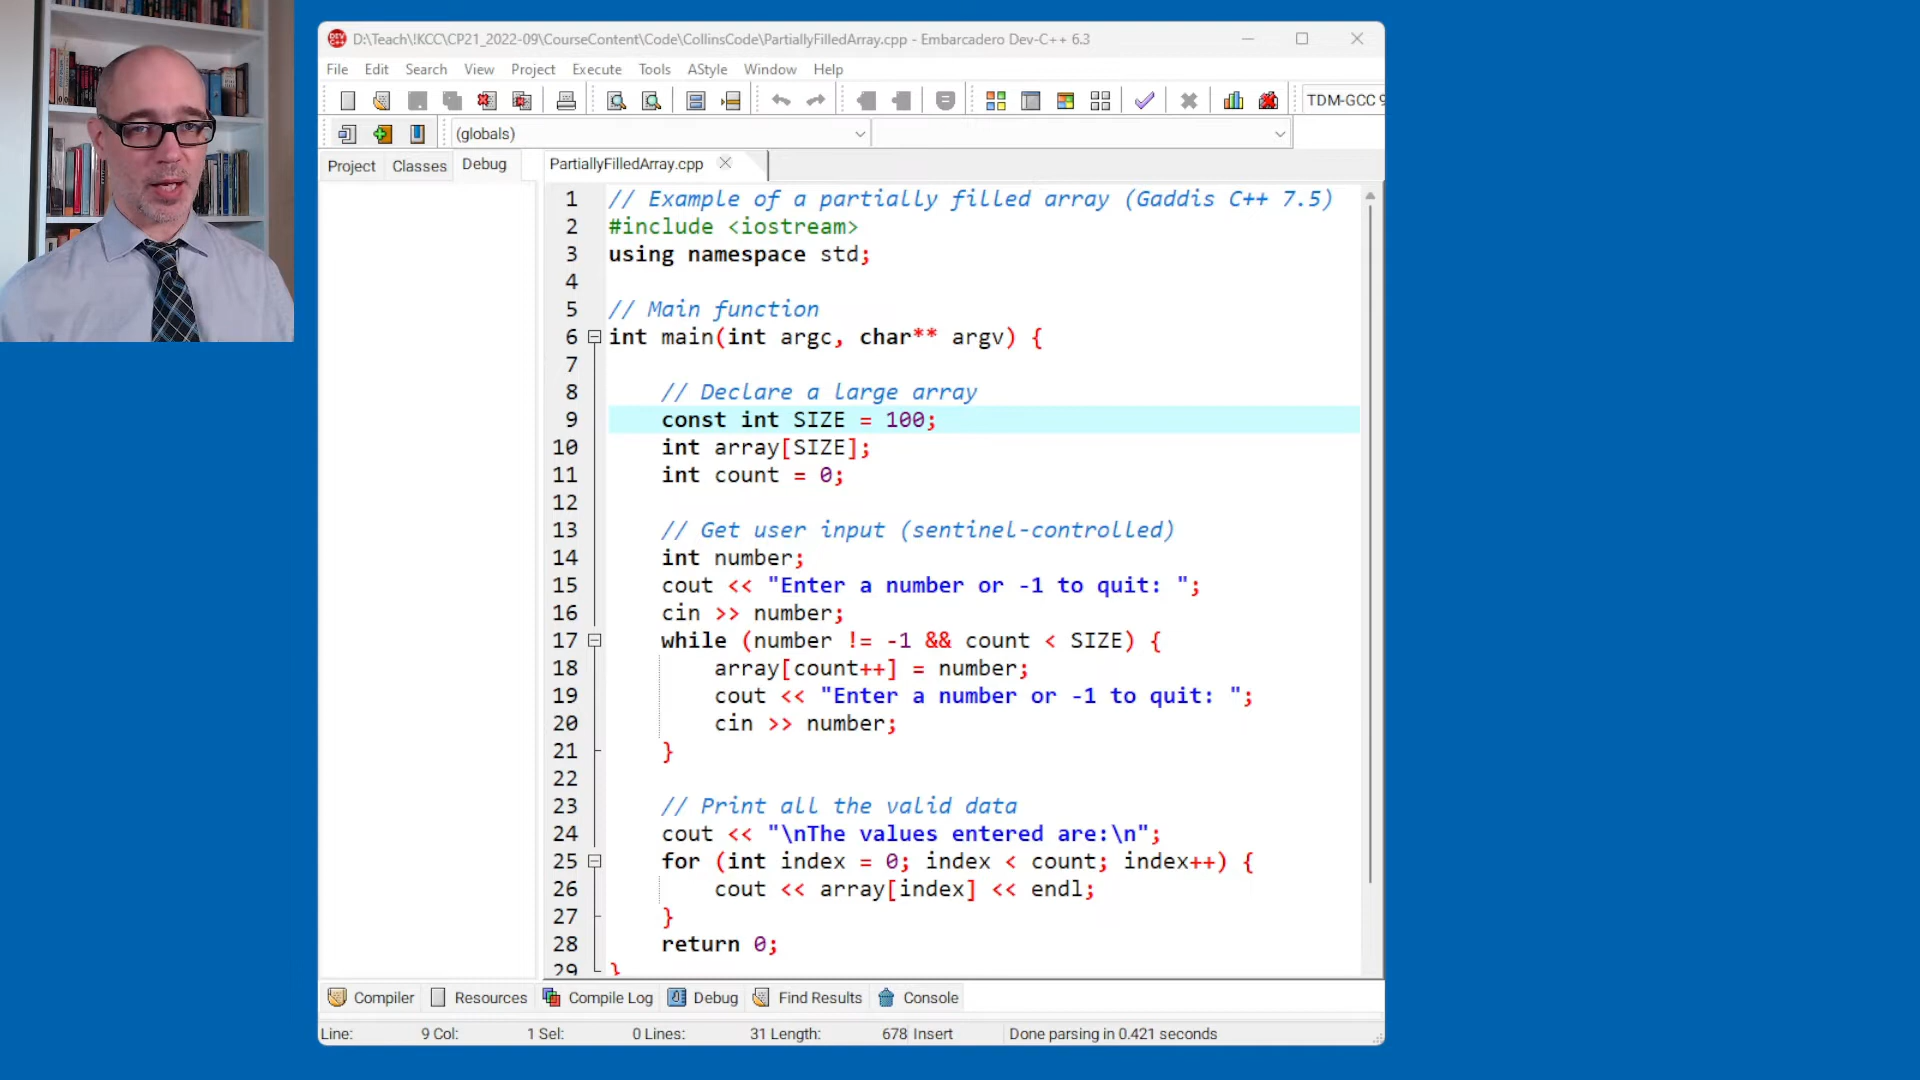 D:\Teach\!KCC\CP21_2022-09\CourseContent\Code\CollinsCode\PartiallyFilledArray.cpp - Embarcadero Dev-C++ 6.3
File Edit Search View Project Execute Tools AStyle Window Help
TDM-GCC 9
(globals)
Project Classes Debug PartiallyFilledArray.cpp
1 // Example of a partially filled array (Gaddis C++ 7.5)
2 #include <iostream>
3 using namespace std;
4
5 // Main function
6 int main(int argc, char** argv) {
7
8 // Declare a large array
9 const int SIZE = 100;
10 int array[SIZE];
11 int count = 0;
12
13 // Get user input (sentinel-controlled)
14 int number;
15 cout << "Enter a number or -1 to quit: ";
16 cin >> number;
17 while (number != -1 && count < SIZE) {
18 array[count++] = number;
19 cout << "Enter a number or -1 to quit: ";
20 cin >> number;
21 }
22
23 // Print all the valid data
24 cout << "\nThe values entered are:\n";
25 for (int index = 0; index < count; index++) {
26 cout << array[index] << endl;
27 }
28 return 0;
29 }
Compiler Resources Compile Log Debug Find Results Console
Line: 9 Col: 1 Sel: 0 Lines: 31 Length: 678 Insert Done parsing in 0.421 seconds